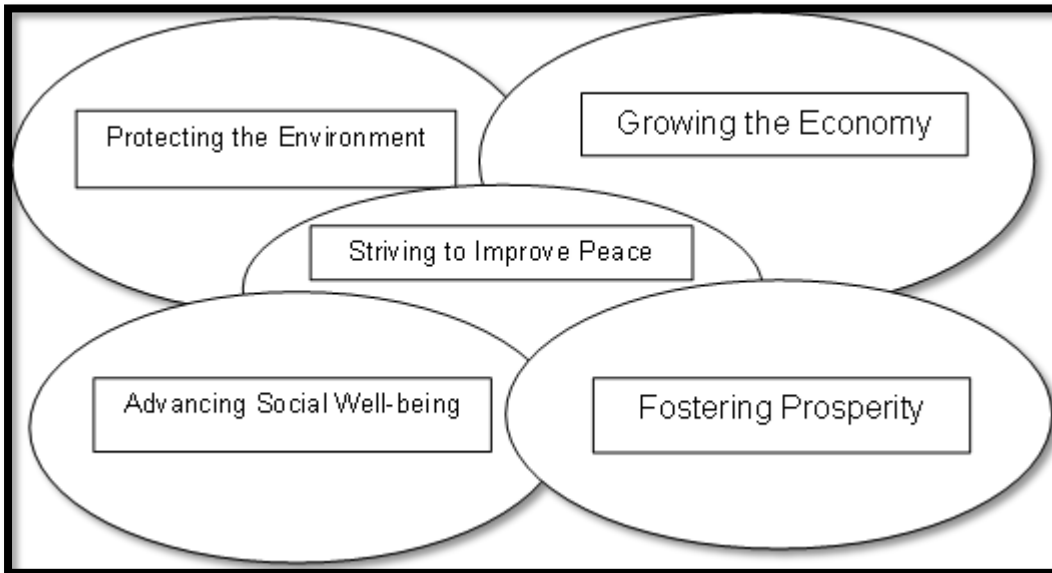 Protecting the Environment
Growing the Economy
Striving to Improve Peace
Advancing Social Well-being
Fostering Prosperity